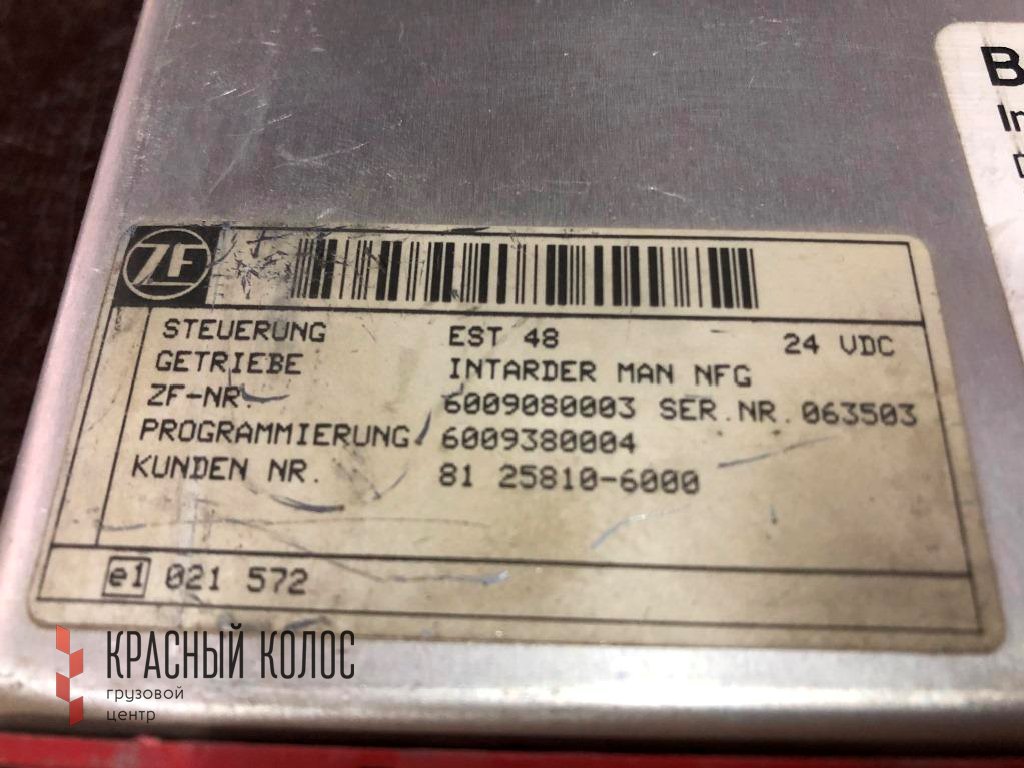 ZF
STEUERUNG EST 48 24 VDC
GETRIEBE INTARDER MAN NFG
ZF-NR. 6009080003 SER.NR.063503
PROGRAMMIERUNG 6009380004
KUNDEN NR. 81 25810-6000
e1 021 572
КРАСНЫЙ КОЛОС
грузовой
центр